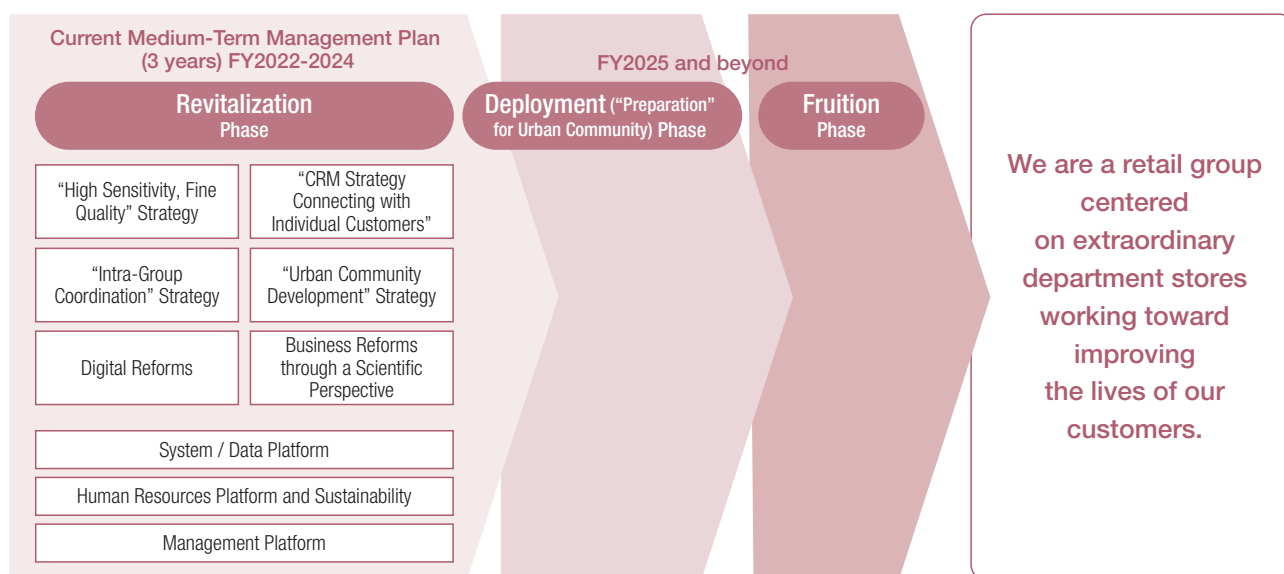 Current Medium-Term Management Plan
(3 years) FY2022-2024
FY2025 and beyond
Revitalization
Phase
Deployment (“Preparation”
for Urban Community) Phase
Fruition
Phase
“High Sensitivity, Fine
Quality” Strategy
“CRM Strategy
Connecting with
Individual Customers”
“Intra-Group
Coordination” Strategy
“Urban Community
Development” Strategy
Digital Reforms
Business Reforms
through a Scientific
Perspective
System / Data Platform
Human Resources Platform and Sustainability
Management Platform
We are a retail group
centered
on extraordinary
department stores
working toward
improving
the lives of our
customers.